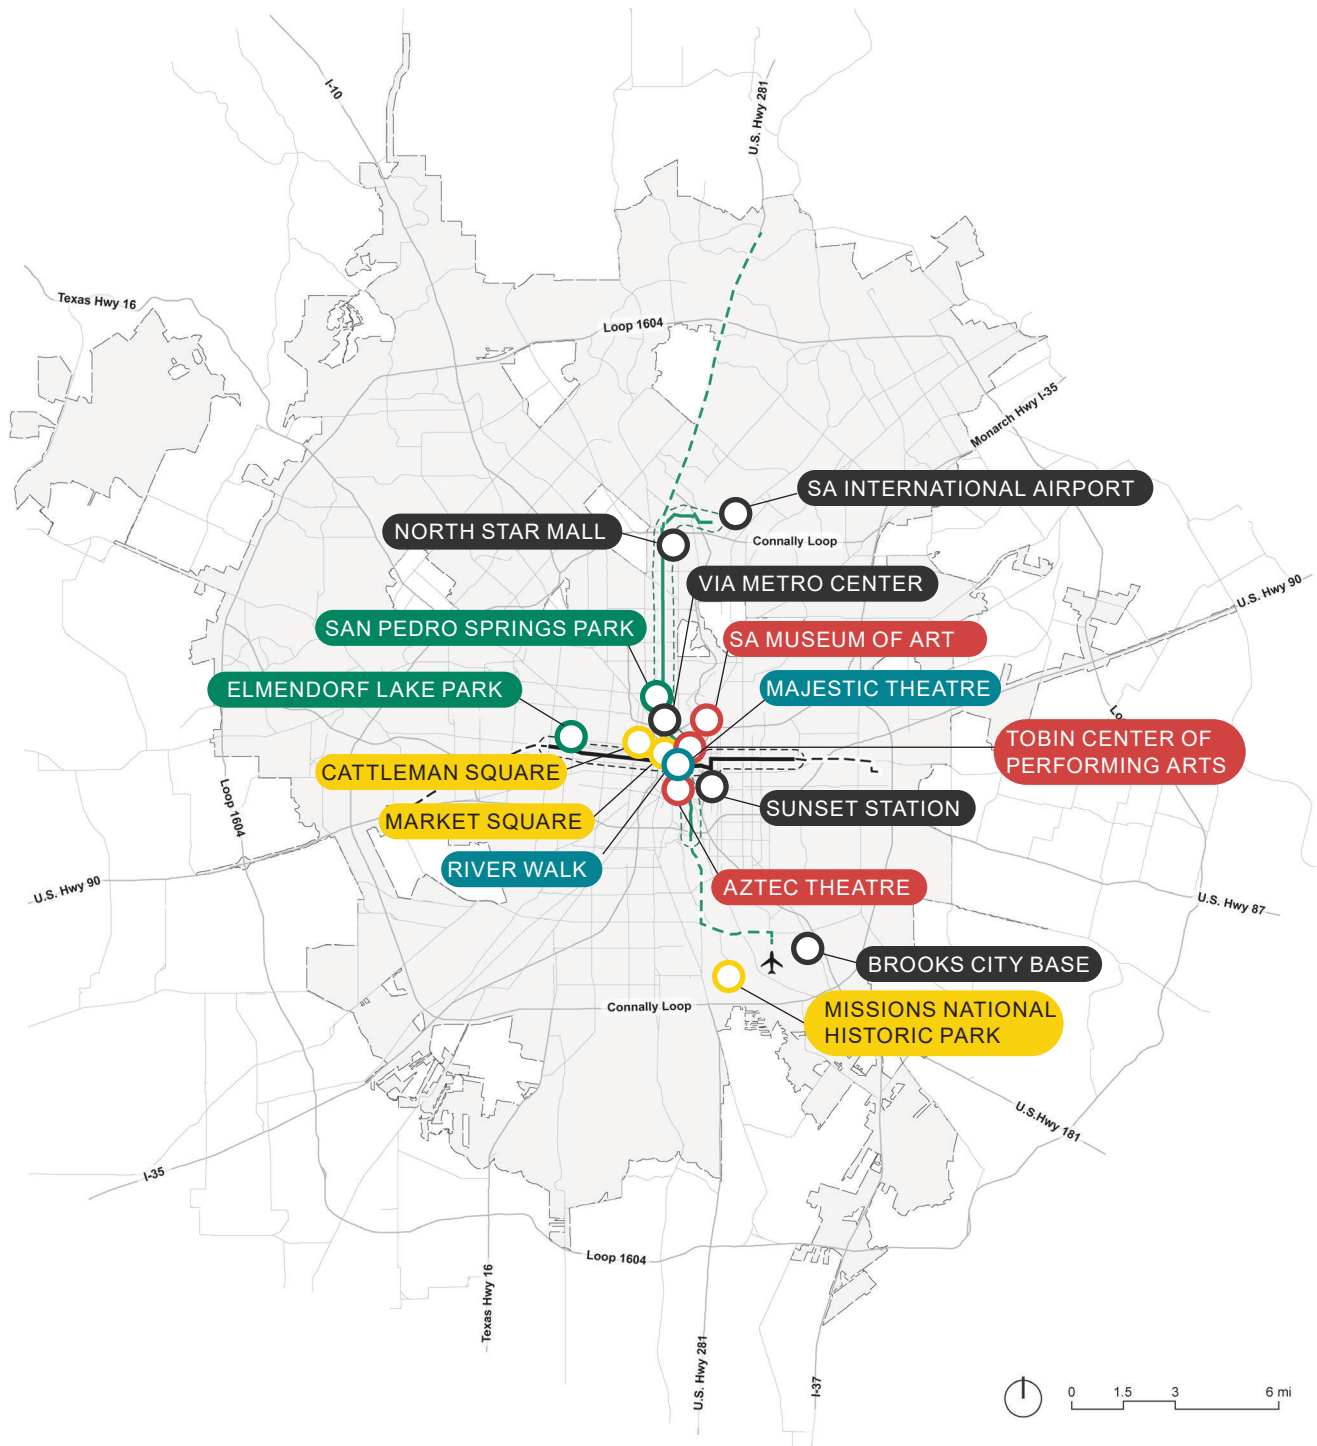 I-10
U.S. Hwy 281
Texas Hwy 16
Loop 1604
Monarch Hwy I-35
SA INTERNATIONAL AIRPORT
NORTH STAR MALL
Connally Loop
VIA METRO CENTER
U.S. Hwy 90
SAN PEDRO SPRINGS PARK
SA MUSEUM OF ART
ELMENDORF LAKE PARK
MAJESTIC THEATRE
TOBIN CENTER OF
PERFORMING ARTS
CATTLEMAN SQUARE
SUNSET STATION
Loop 1604
MARKET SQUARE
RIVER WALK
AZTEC THEATRE
U.S. Hwy 90
U.S. Hwy 87
BROOKS CITY BASE
Connally Loop
MISSIONS NATIONAL
HISTORIC PARK
U.S.Hwy 181
I-35
Loop 1604
Texas Hwy 16
U.S. Hwy 281
I-37
0 1.5 3 6 mi